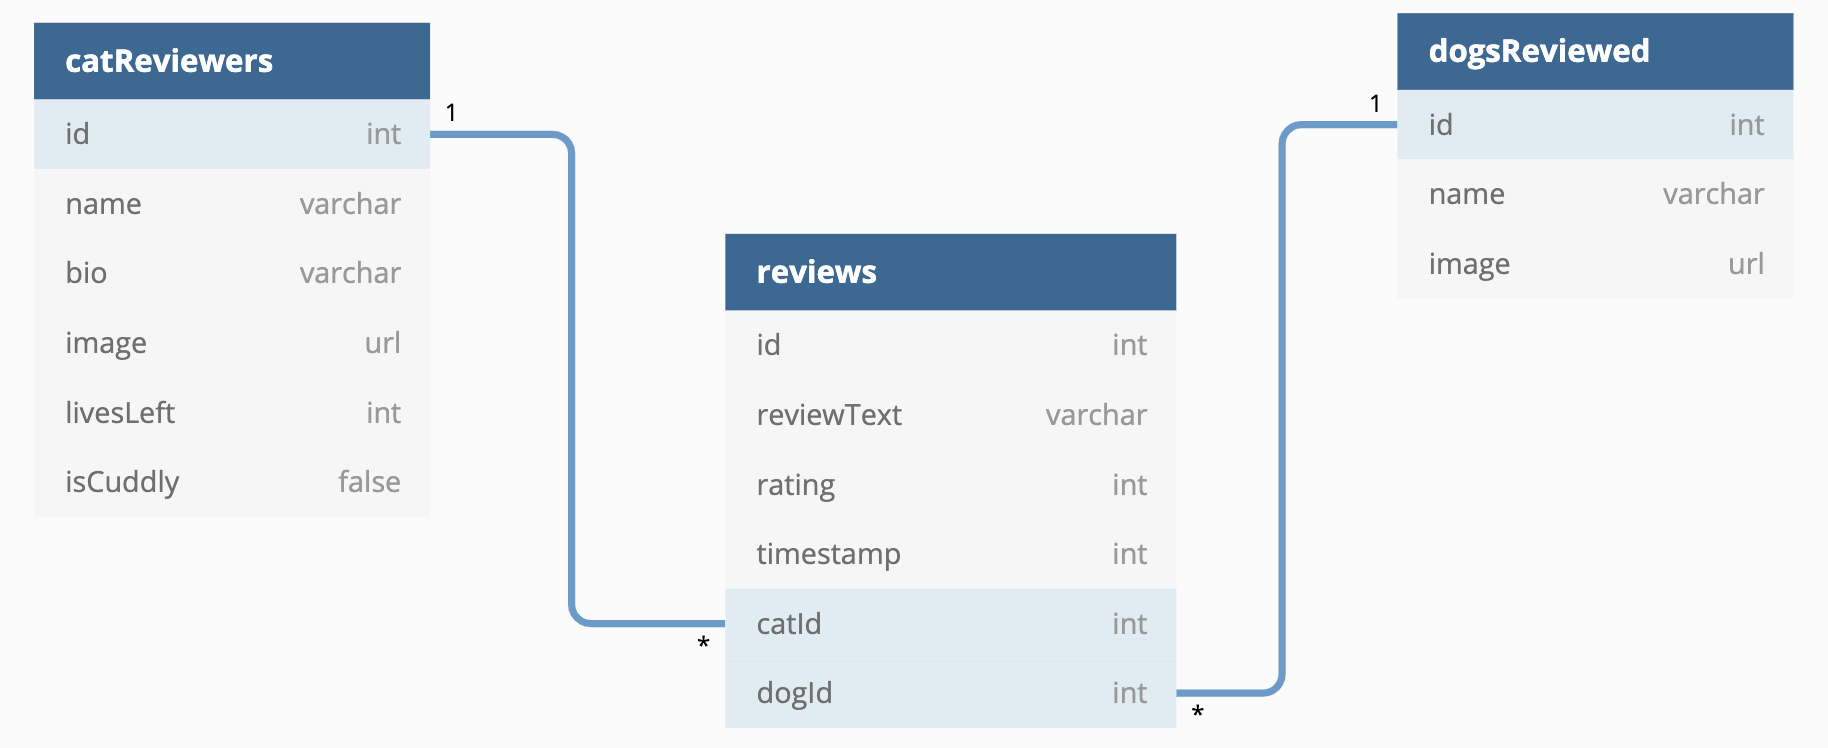 catReviewers
id int
name varchar
bio varchar
image url
livesLeft int
isCuddly false
1
*
reviews
id int
reviewText varchar
rating int
timestamp int
catId int
dogId int
*
1
dogsReviewed
id int
name varchar
image url